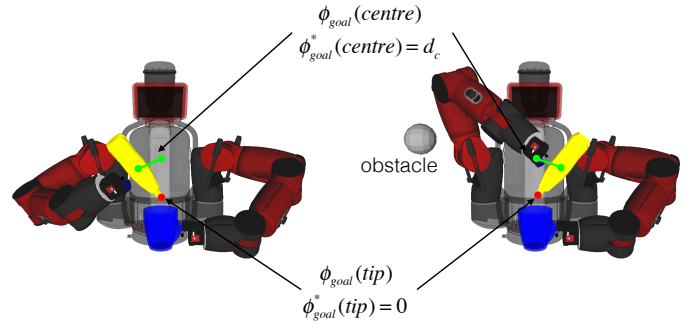 ϕ_goal(centre)
ϕ*_goal(centre) = d_c
obstacle
ϕ_goal(tip)
ϕ*_goal(tip) = 0